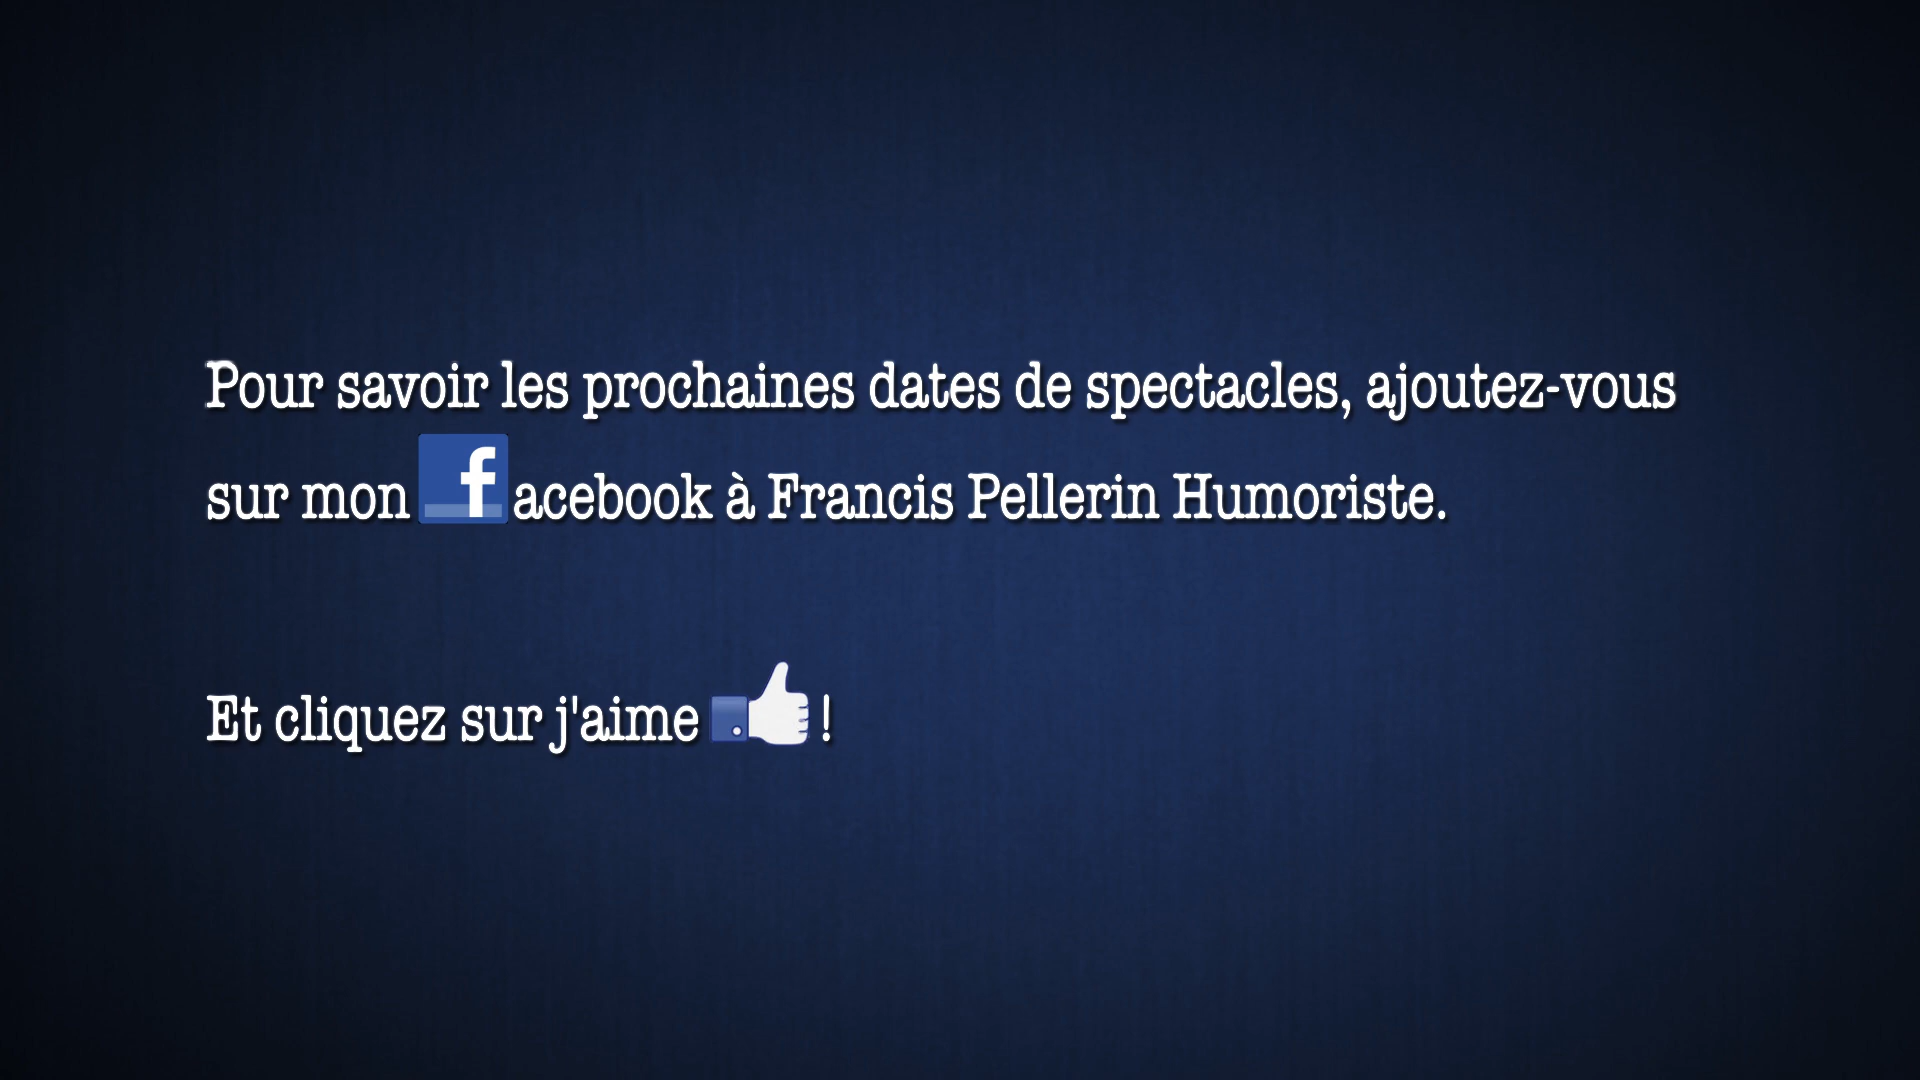 Pour savoir les prochaines dates de spectacles, ajoutez-vous
sur mon facebook à Francis Pellerin Humoriste.
Et cliquez sur j'aime !